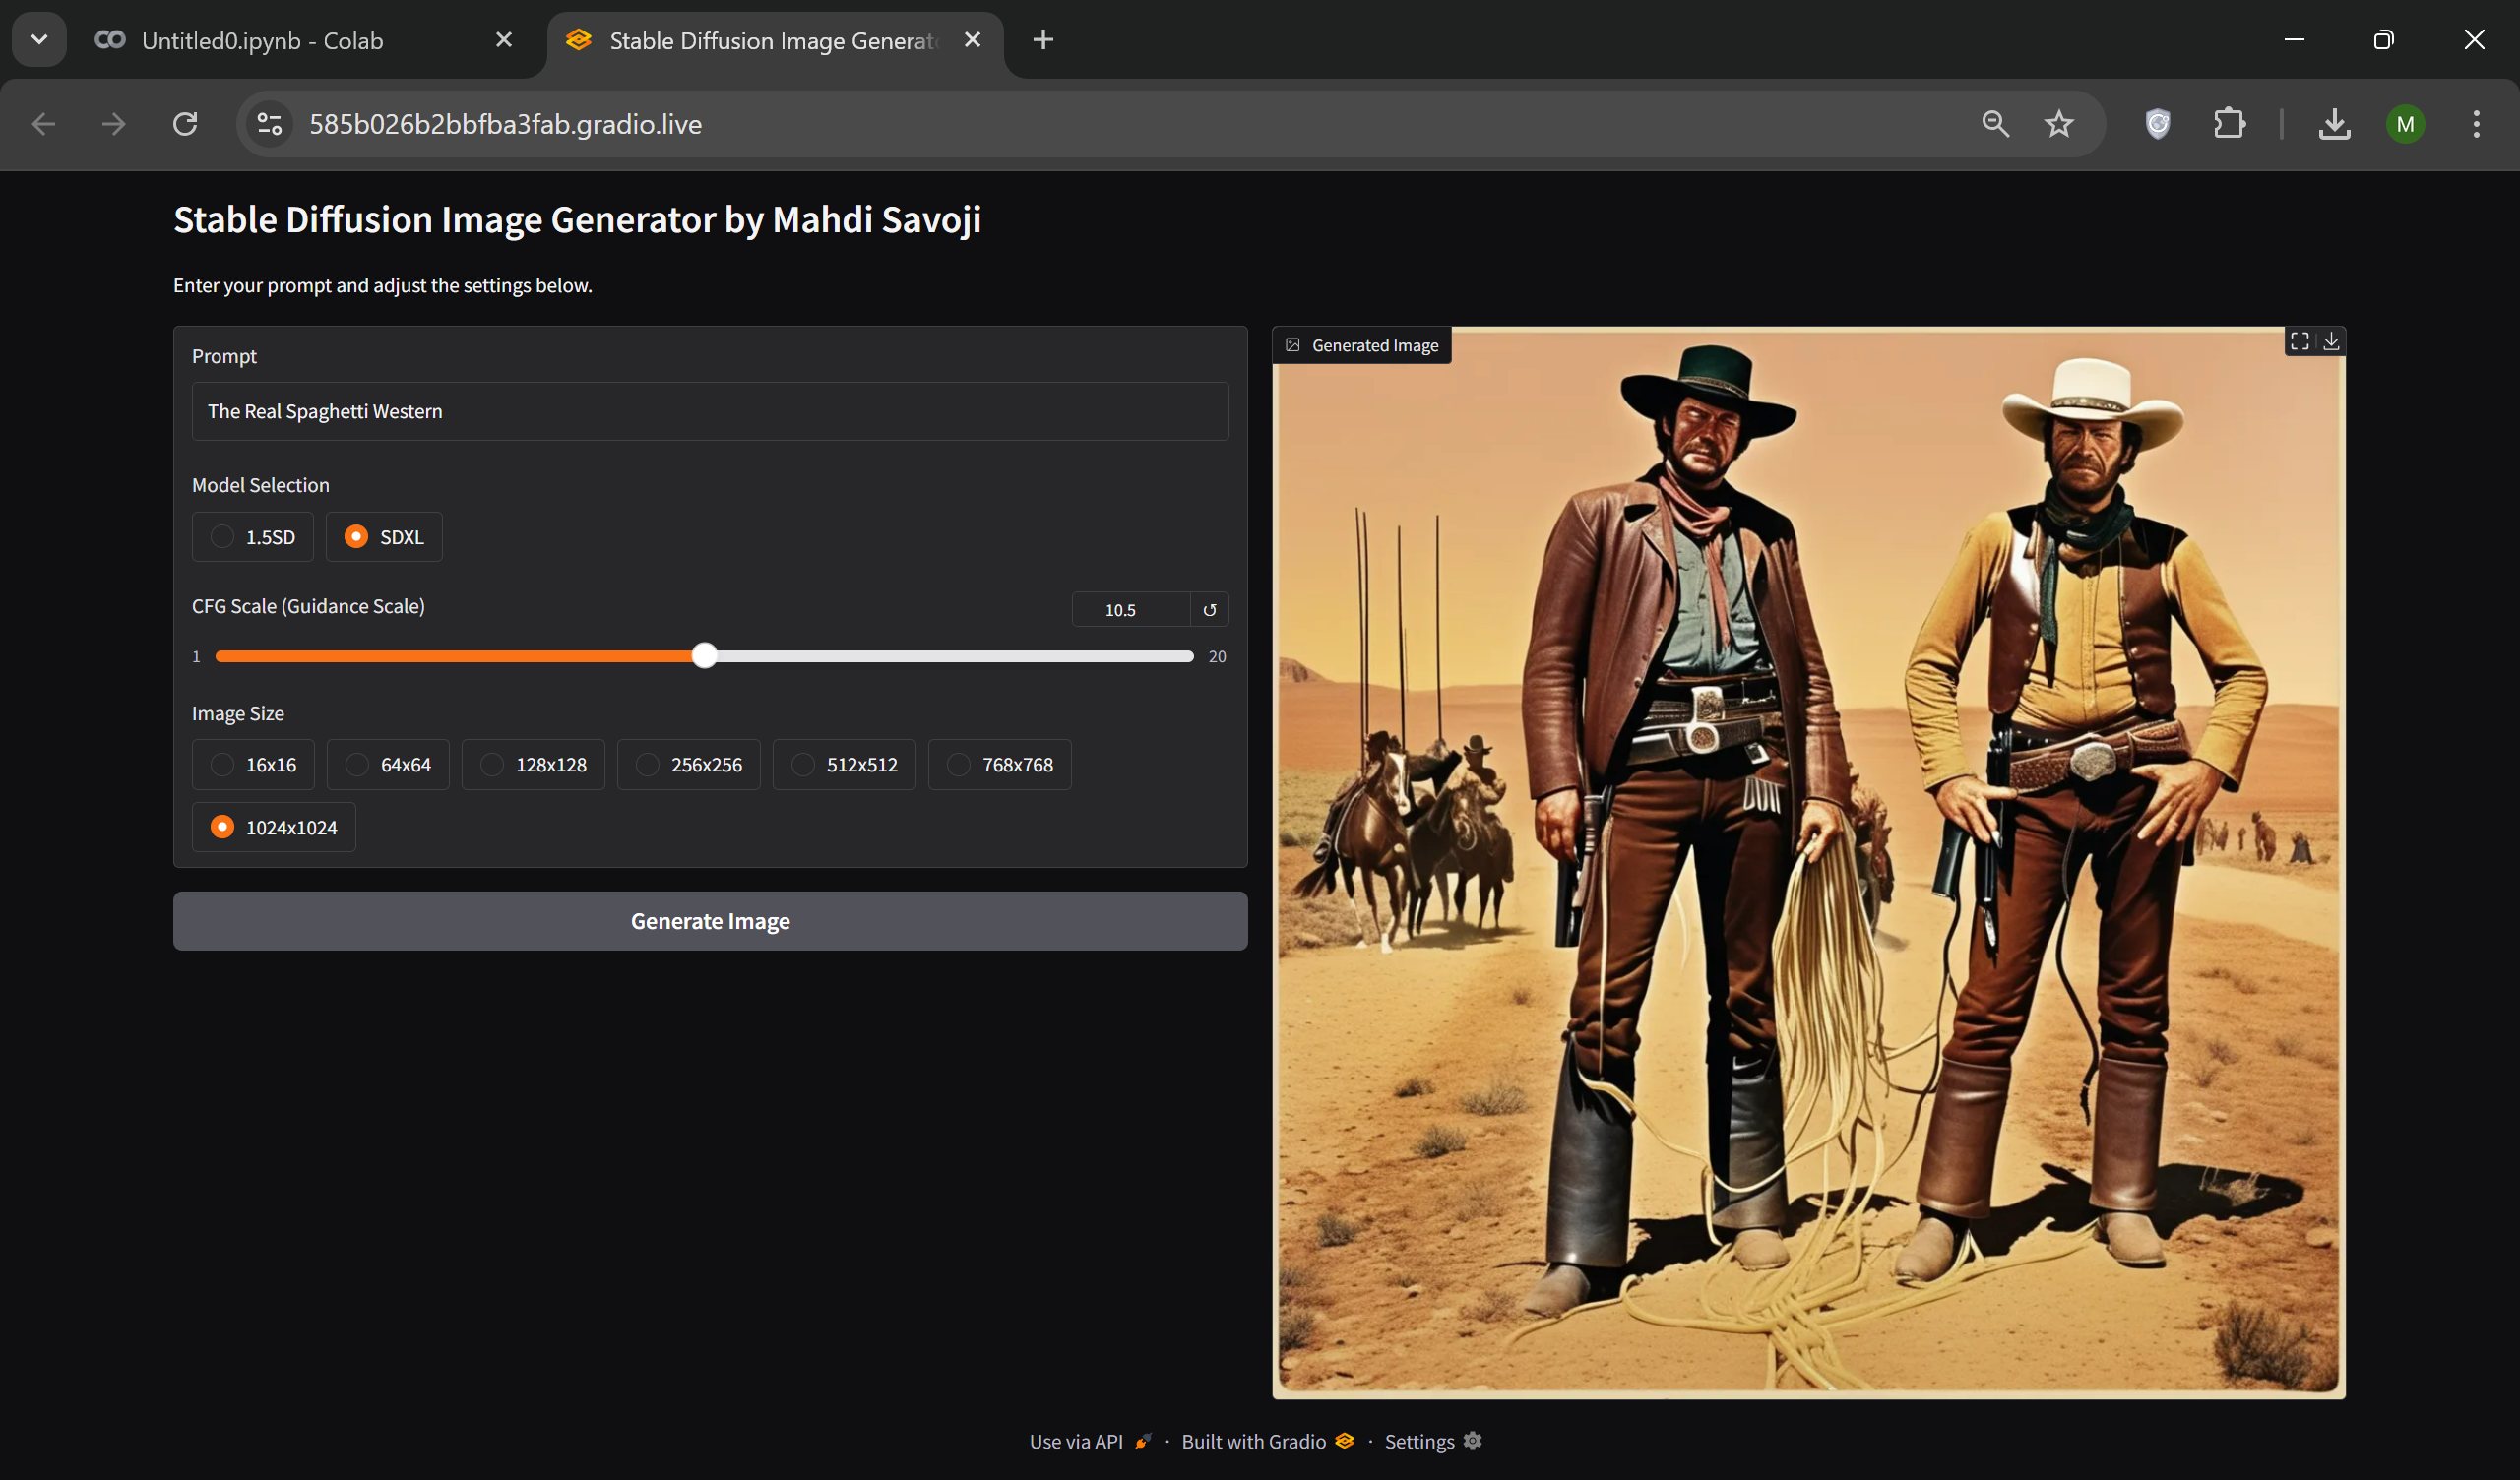 Untitled0.ipynb - Colab
Stable Diffusion Image Generat
585b026b2bbfba3fab.gradio.live
M
Stable Diffusion Image Generator by Mahdi Savoji
Enter your prompt and adjust the settings below.
Prompt
The Real Spaghetti Western
Model Selection
1.5SD
SDXL
CFG Scale (Guidance Scale)
10.5
1
20
Image Size
16x16
64x64
128x128
256x256
512x512
768x768
1024x1024
Generate Image
Generated Image
Use via API · Built with Gradio · Settings